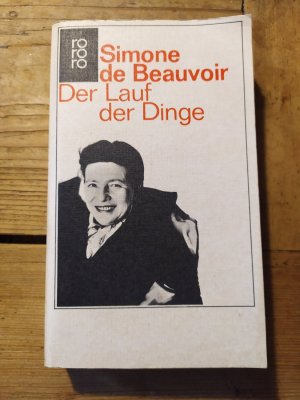 ro
ro
ro
Simone
de Beauvoir
Der Lauf
der Dinge